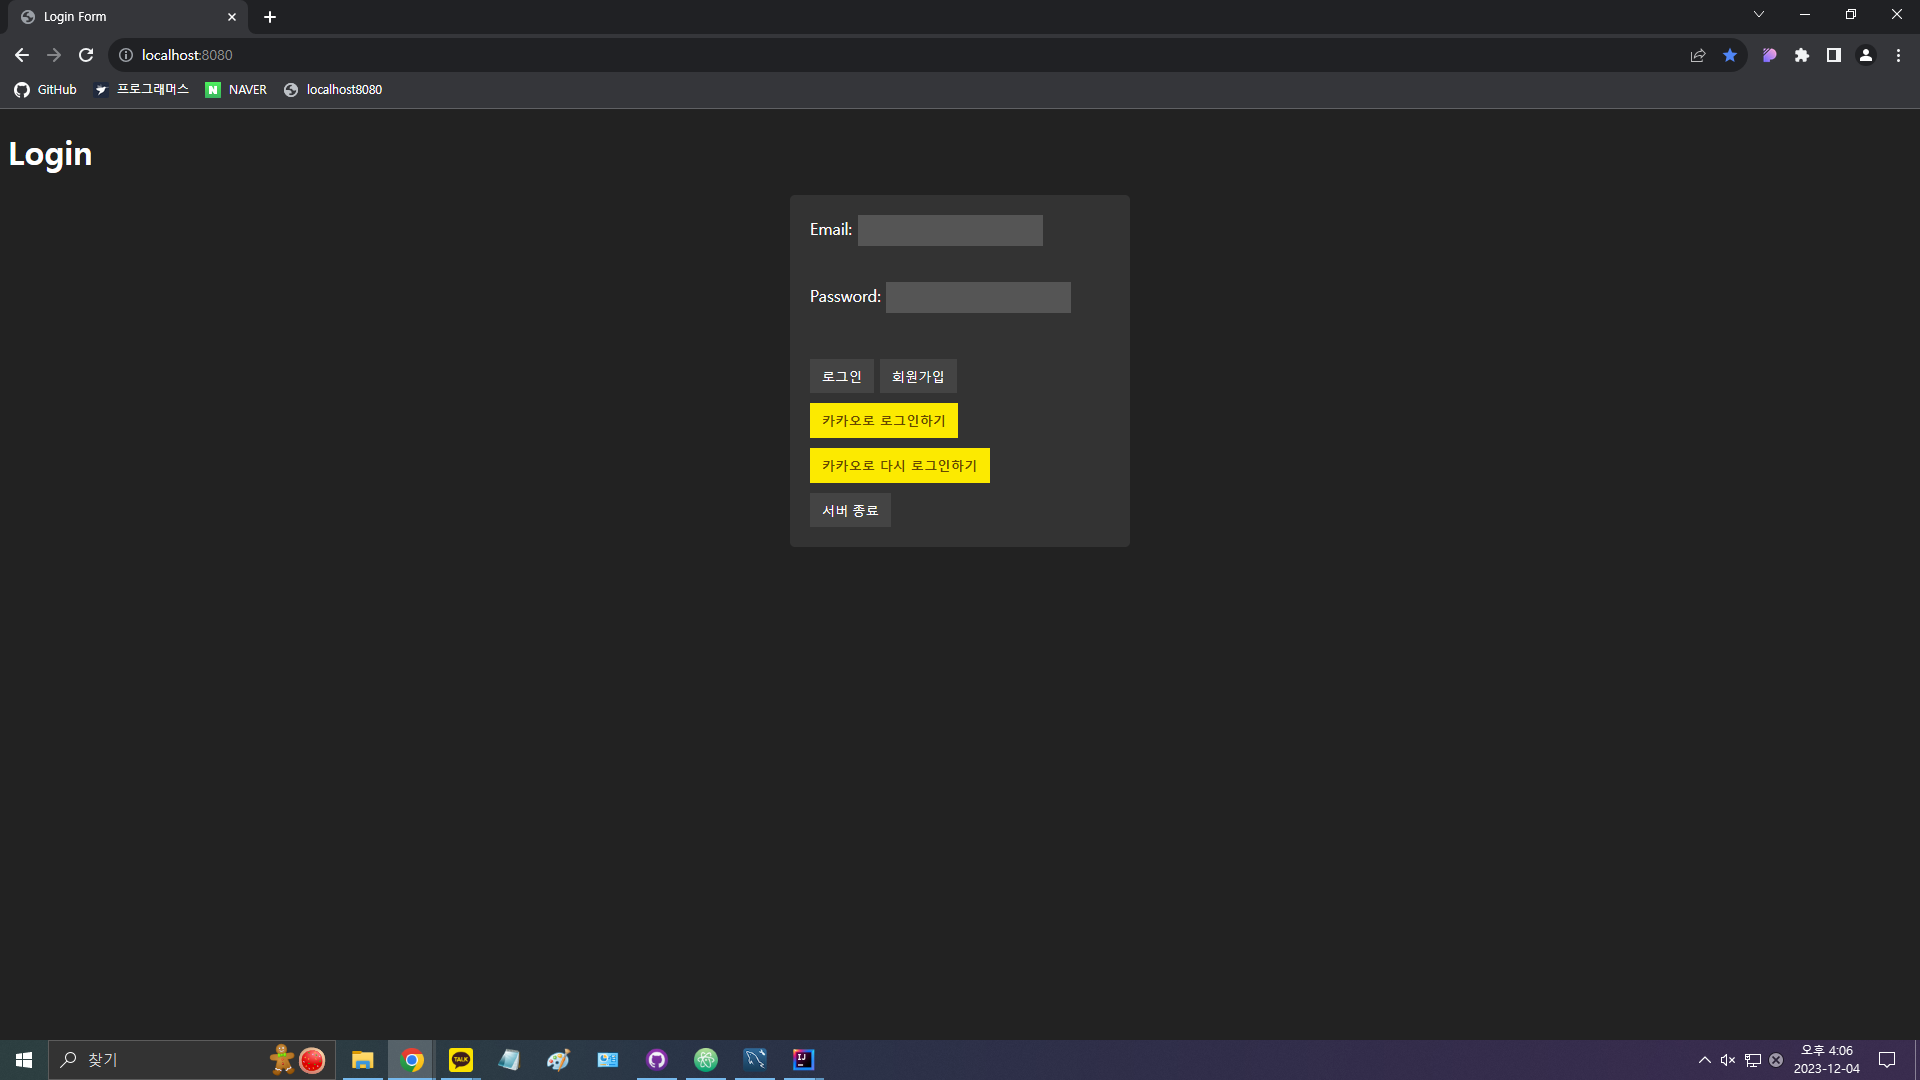 Login Form
localhost:8080
GitHub
프로그래머스
N
NAVER
localhost8080
Login
Email:
Password:
로그인
회원가입
카카오로 로그인하기
카카오로 다시 로그인하기
서버 종료
찾기
TALK
IJ
오후 4:06
2023-12-04